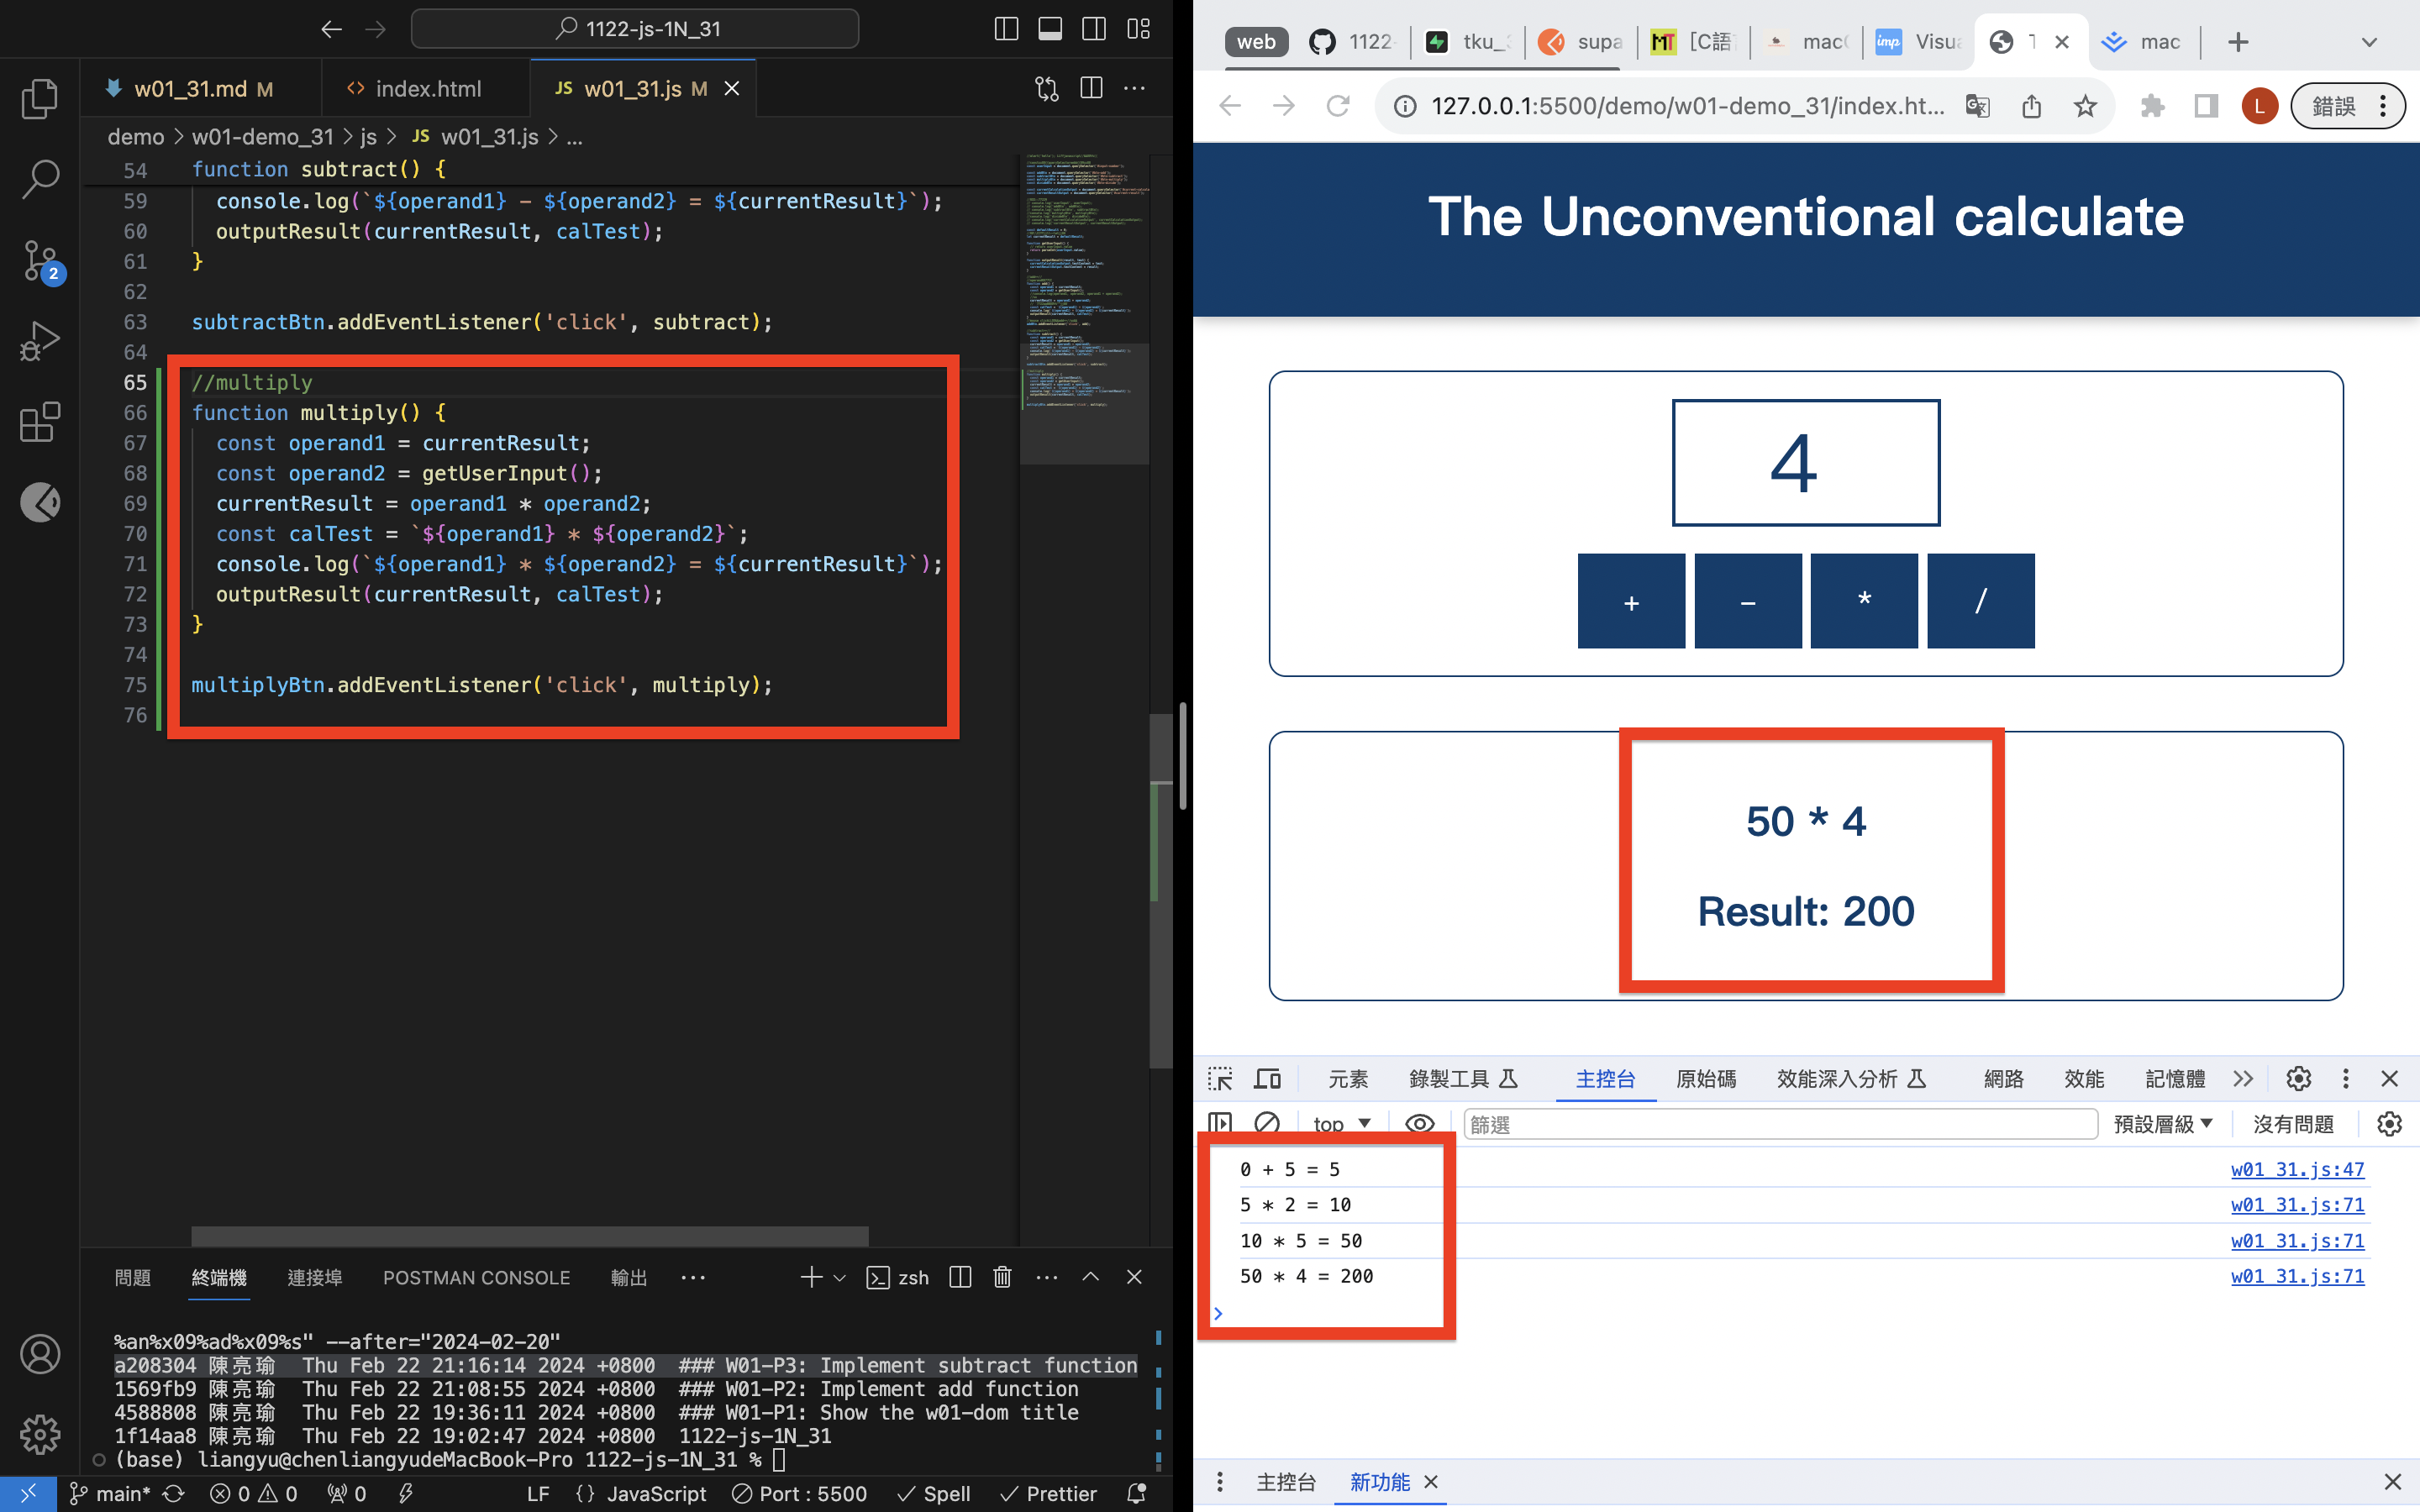 1122-js-1N_31
w01_31.md M
index.html
JS w01_31.js M
demo > w01-demo_31 > js > JS w01_31.js > ...
54 function subtract() {
59 console.log(`${operand1} - ${operand2} = ${currentResult}`);
60 outputResult(currentResult, calTest);
61 }
62
63 subtractBtn.addEventListener('click', subtract);
64
65 //multiply
66 function multiply() {
67 const operand1 = currentResult;
68 const operand2 = getUserInput();
69 currentResult = operand1 * operand2;
70 const calTest = `${operand1} * ${operand2}`;
71 console.log(`${operand1} * ${operand2} = ${currentResult}`);
72 outputResult(currentResult, calTest);
73 }
74
75 multiplyBtn.addEventListener('click', multiply);
76
2
問題 終端機 連接埠 POSTMAN CONSOLE 輸出 ...
zsh
%an%x09%ad%x09%s" --after="2024-02-20"
a208304 陳亮瑜 Thu Feb 22 21:16:14 2024 +0800 ### W01-P3: Implement subtract function
1569fb9 陳亮瑜 Thu Feb 22 21:08:55 2024 +0800 ### W01-P2: Implement add function
4588808 陳亮瑜 Thu Feb 22 19:36:11 2024 +0800 ### W01-P1: Show the w01-dom title
1f14aa8 陳亮瑜 Thu Feb 22 19:02:47 2024 +0800 1122-js-1N_31
(base) liangyu@chenliangyudeMacBook-Pro 1122-js-1N_31 %
main* 0 0 0 LF {} JavaScript Port : 5500 Spell Prettier
web 1122- tku_ supa [C語 mac Visua mac
127.0.0.1:5500/demo/w01-demo_31/index.ht...
L
錯誤
The Unconventional calculate
4
+ - * /
50 * 4
Result: 200
元素 錄製工具 主控台 原始碼 效能深入分析 網路 效能 記憶體
top 篩選 預設層級 沒有問題
0 + 5 = 5 w01_31.js:47
5 * 2 = 10 w01_31.js:71
10 * 5 = 50 w01_31.js:71
50 * 4 = 200 w01_31.js:71
>
主控台 新功能